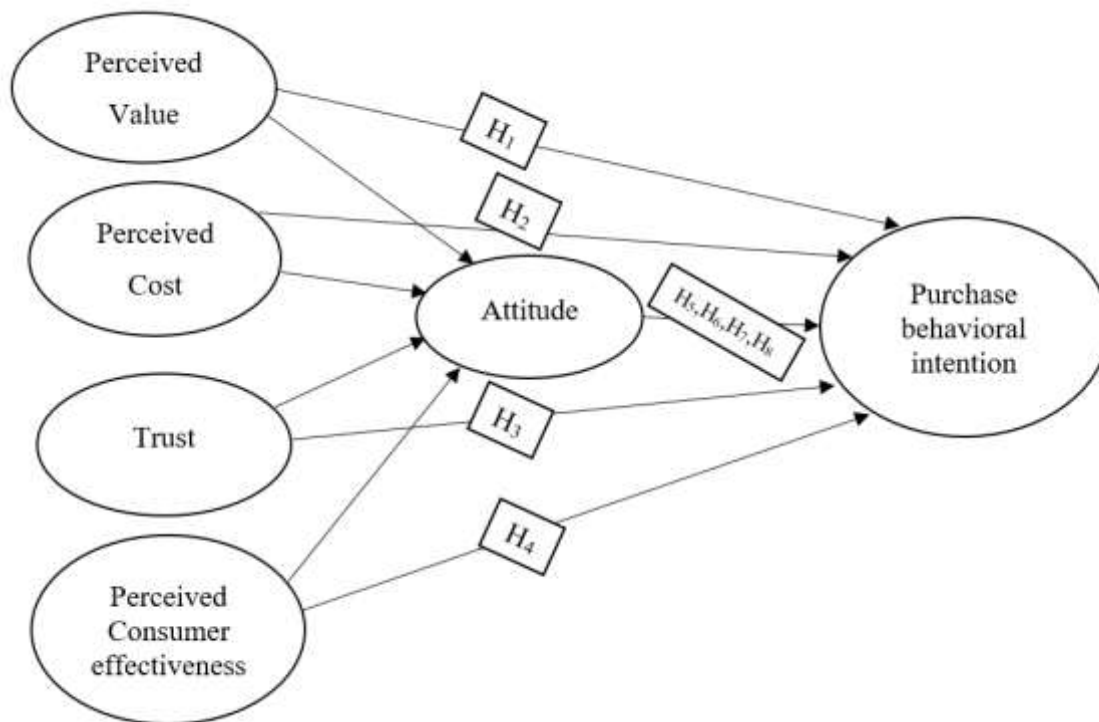 Perceived
Value
H₁
Perceived
Cost
H₂
Attitude
H₅,H₆,H₇,H₈
Purchase
behavioral
intention
Trust
H₃
Perceived
Consumer
effectiveness
H₄